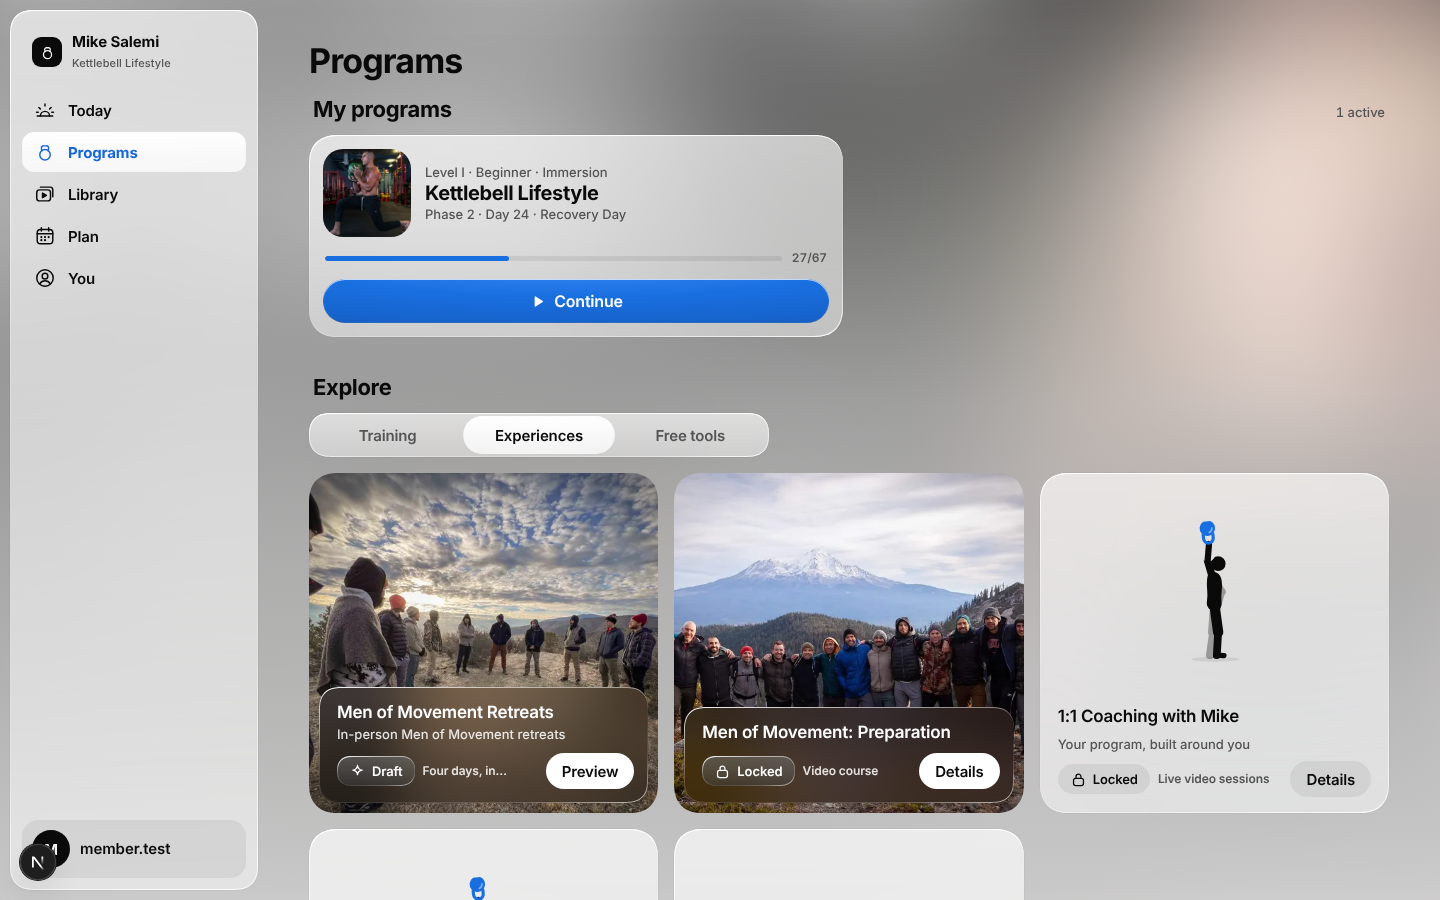 Mike Salemi
Kettlebell Lifestyle
Today
Programs
Library
Plan
You
member.test
N
Programs
My programs
1 active
Level I · Beginner · Immersion
Kettlebell Lifestyle
Phase 2 · Day 24 · Recovery Day
27/67
Continue
Explore
Training
Experiences
Free tools
Men of Movement Retreats
In-person Men of Movement retreats
Draft
Four days, in...
Preview
Men of Movement: Preparation
Locked
Video course
Details
1:1 Coaching with Mike
Your program, built around you
Locked
Live video sessions
Details